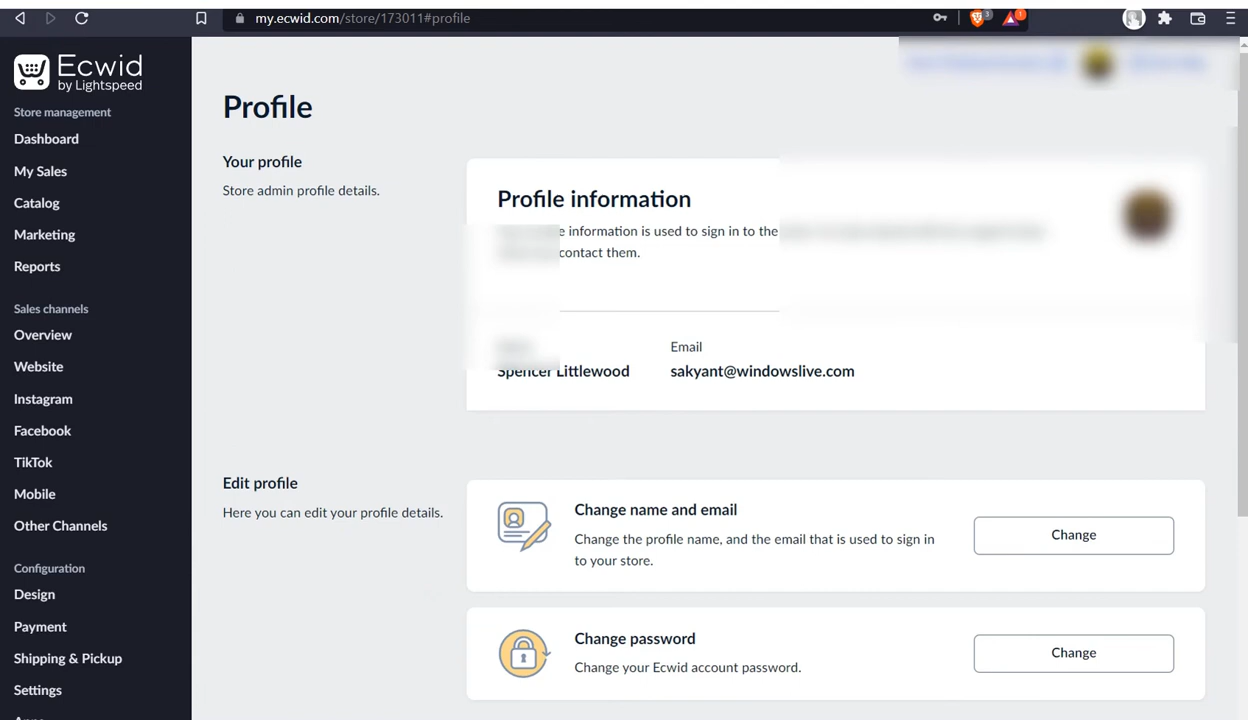 my.ecwid.com/store/173011#profile
3
1
Ecwid
by Lightspeed
Store management
Dashboard
My Sales
Catalog
Marketing
Reports
Sales channels
Overview
Website
Instagram
Facebook
TikTok
Mobile
Other Channels
Configuration
Design
Payment
Shipping & Pickup
Settings
Profile
Your profile
Store admin profile details.
Profile information
information is used to sign in to the
contact them.
Spencer Littlewood
Email
sakyant@windowslive.com
Edit profile
Here you can edit your profile details.
Change name and email
Change the profile name, and the email that is used to sign in
to your store.
Change
Change password
Change your Ecwid account password.
Change